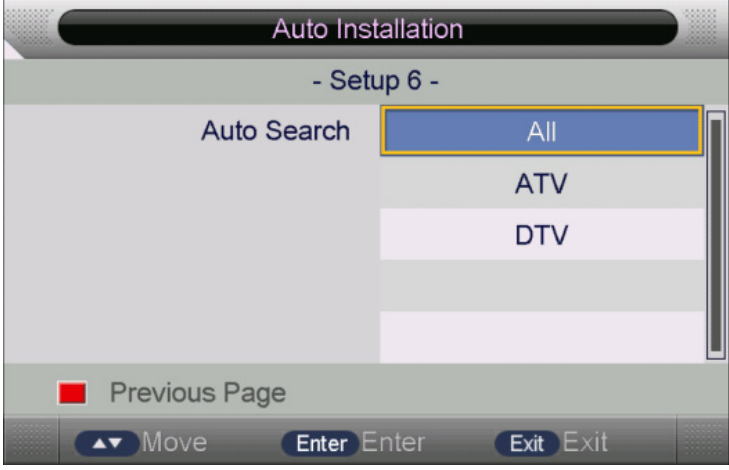 Auto Installation
- Setup 6 -
Auto Search All
ATV
DTV
Previous Page
Move Enter Enter Exit Exit